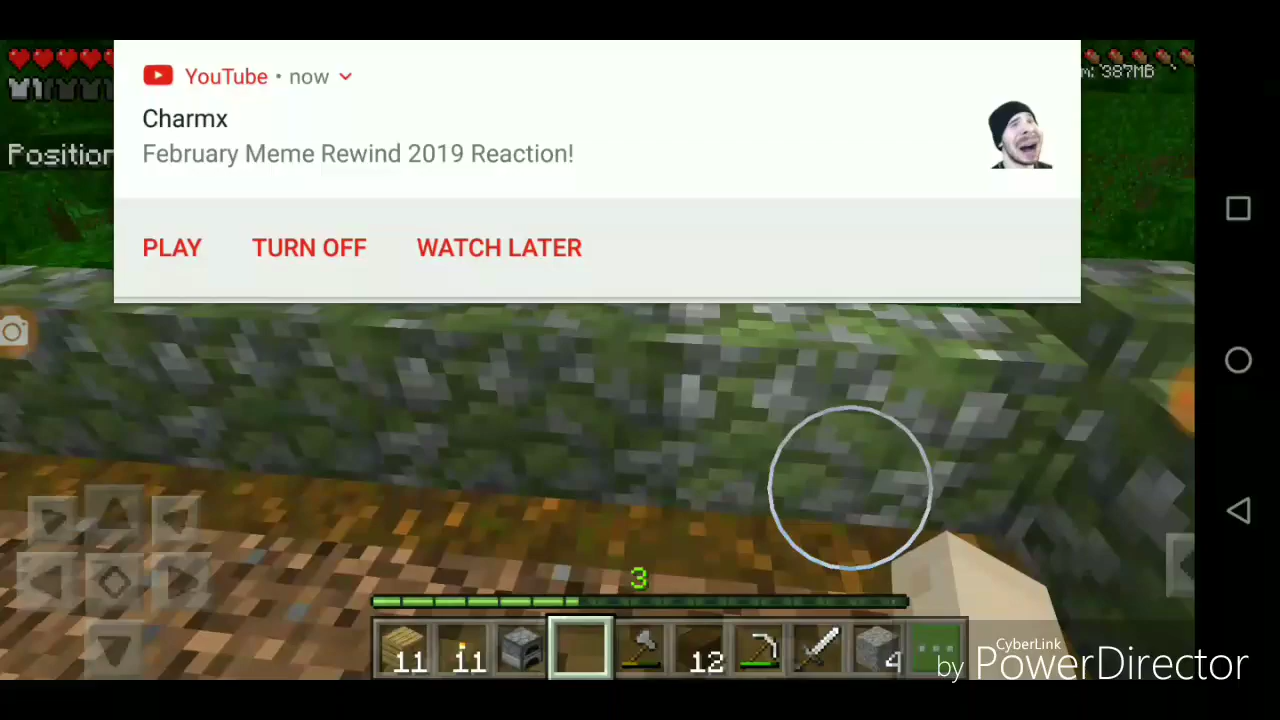 YouTube • now
Charmx
February Meme Rewind 2019 Reaction!
PLAY TURN OFF WATCH LATER
387MB
Position
3
11 11 12 4
CyberLink
by PowerDirector